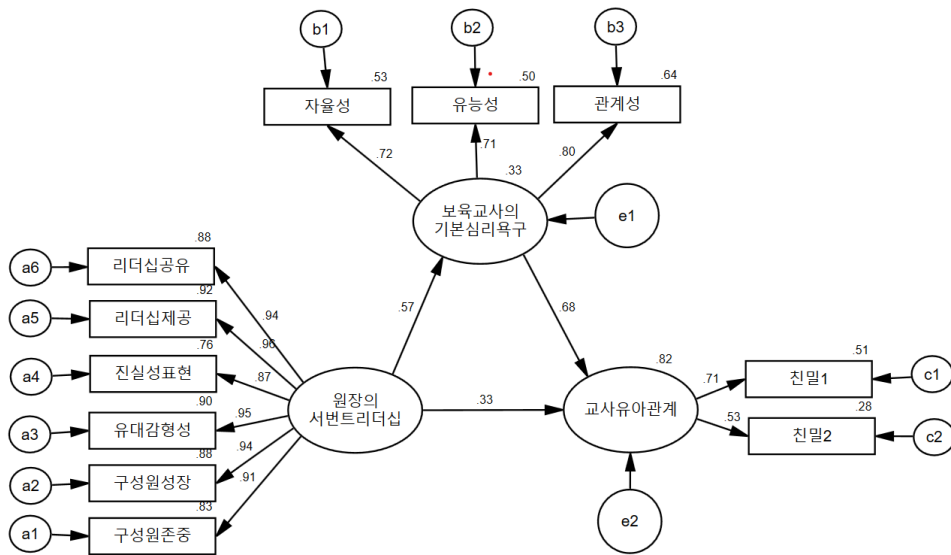 b1
b2
b3
.53
.50
.64
자율성
유능성
관계성
.72
.71
.80
.33
보육교사의
기본심리욕구
e1
.88
a6
리더십공유
.92
a5
리더십제공
.94
.57
.68
.76
a4
진실성표현
.96
.87
.82
.51
.90
원장의
서번트리더십
.33
교사유아관계
.71
친밀1
c1
a3
유대감형성
.95
.53
.28
.88
.94
친밀2
c2
a2
구성원성장
.91
.83
a1
구성원존중
e2